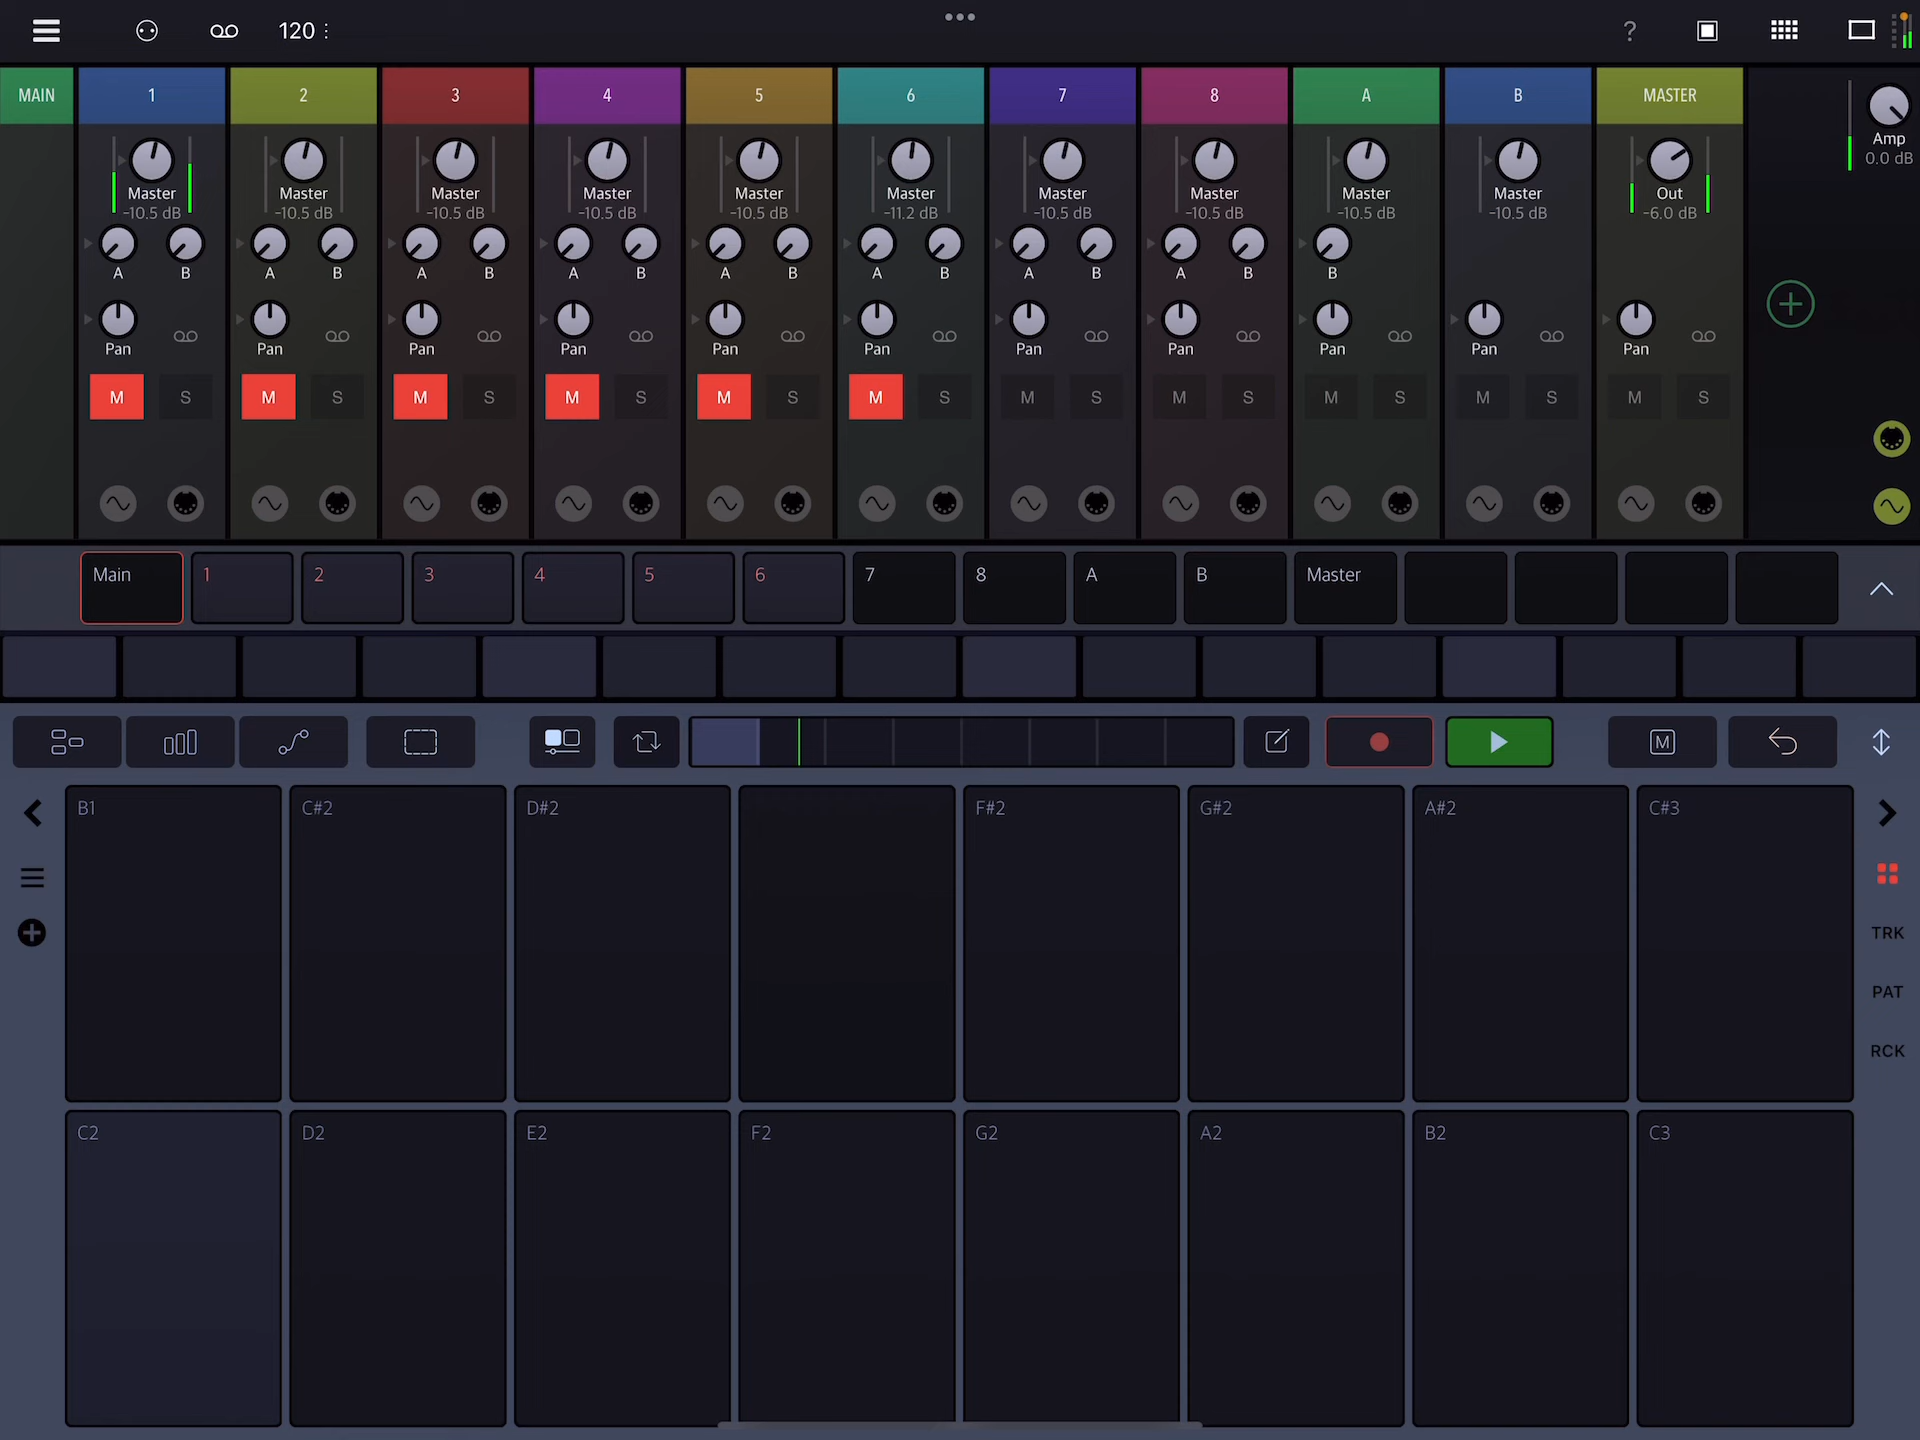 120
?
MAIN 1 2 3 4 5 6 7 8 A B MASTER
Amp
0.0 dB
Master Master Master Master Master Master Master Master Master Master Out
-10.5 dB -10.5 dB -10.5 dB -10.5 dB -10.5 dB -11.2 dB -10.5 dB -10.5 dB -10.5 dB -10.5 dB -6.0 dB
A B A B A B A B A B A B A B A B B
Pan Pan Pan Pan Pan Pan Pan Pan Pan Pan Pan
M S M S M S M S M S M S M S M S M S M S M S
Main 1 2 3 4 5 6 7 8 A B Master
M
B1 C#2 D#2 F#2 G#2 A#2 C#3
TRK
PAT
RCK
C2 D2 E2 F2 G2 A2 B2 C3